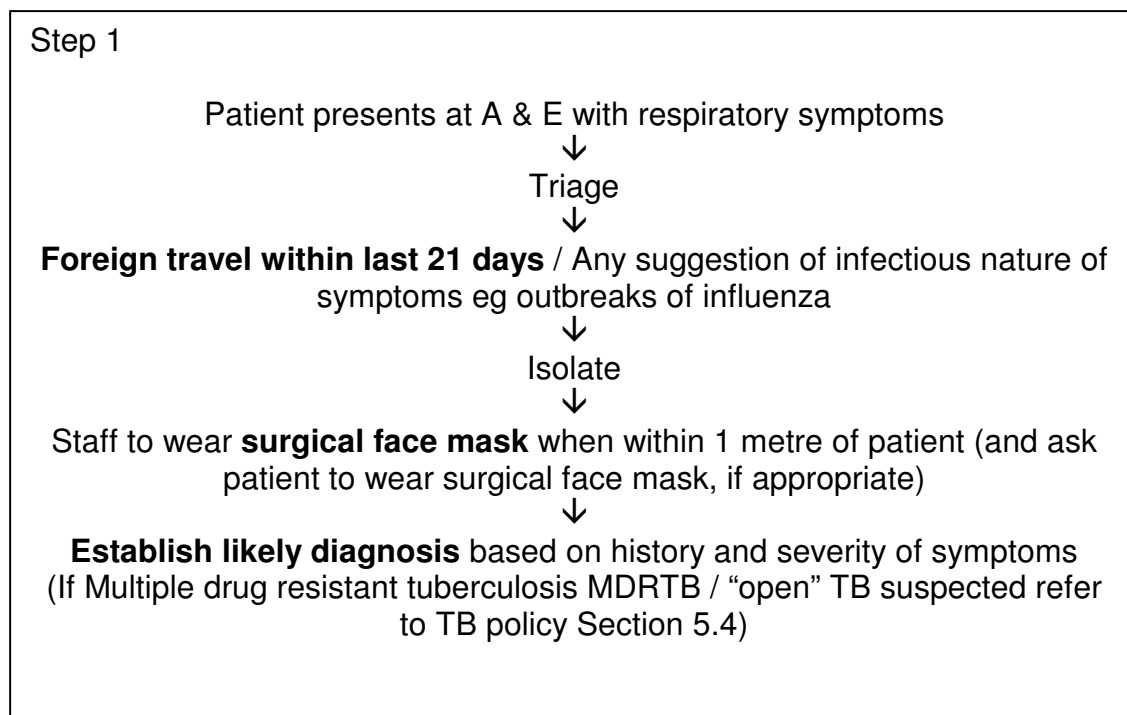 Step 1
Patient presents at A & E with respiratory symptoms
↓
Triage
↓
Foreign travel within last 21 days / Any suggestion of infectious nature of
symptoms eg outbreaks of influenza
↓
Isolate
↓
Staff to wear surgical face mask when within 1 metre of patient (and ask
patient to wear surgical face mask, if appropriate)
↓
Establish likely diagnosis based on history and severity of symptoms
(If Multiple drug resistant tuberculosis MDRTB / “open” TB suspected refer
to TB policy Section 5.4)